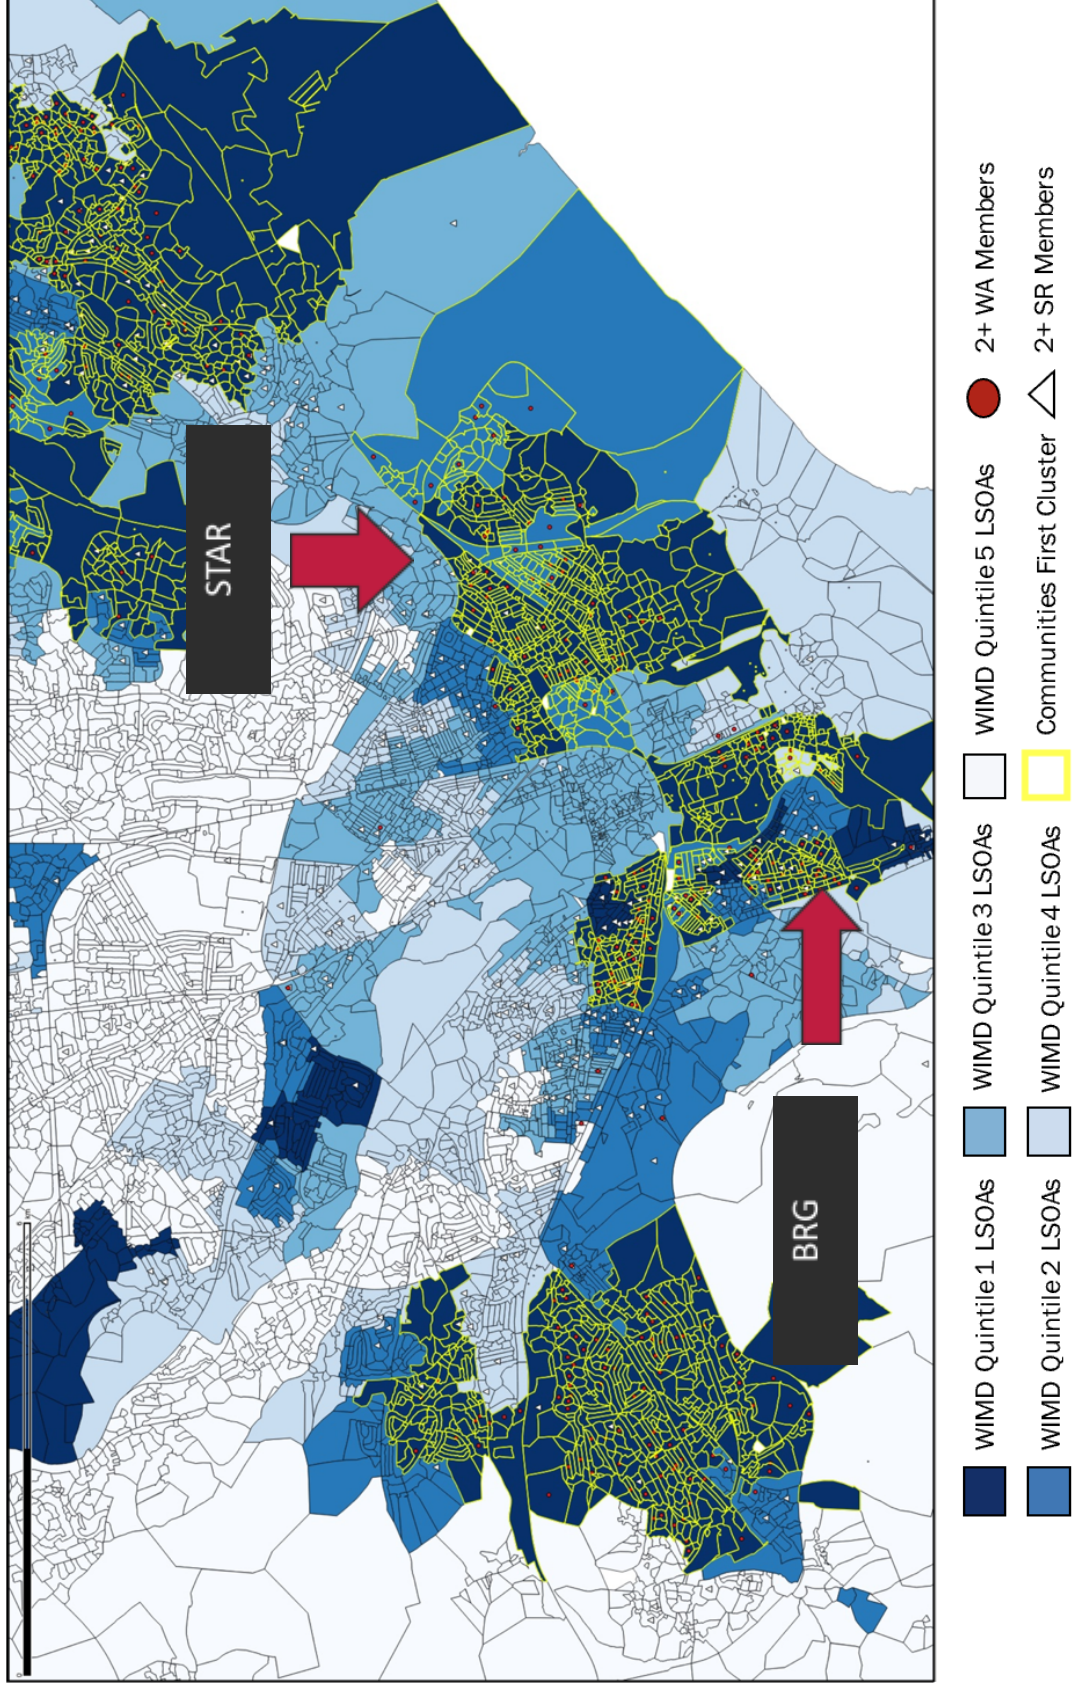 STAR
BRG
WIMD Quintile 1 LSOAs
WIMD Quintile 3 LSOAs
WIMD Quintile 5 LSOAs
2+ WA Members
WIMD Quintile 2 LSOAs
WIMD Quintile 4 LSOAs
Communities First Cluster
2+ SR Members